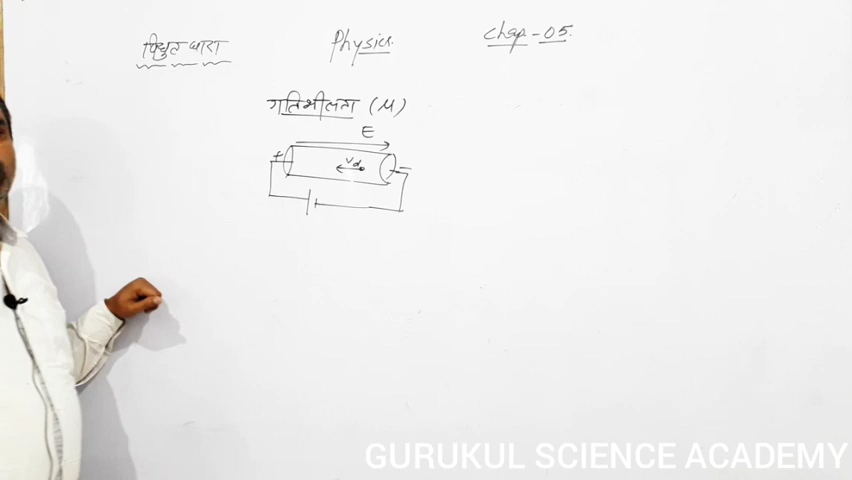 विधुत धारा Physics. Chap-05.
गतिशीलता (μ)
E
+ Vd -
GURUKUL SCIENCE ACADEMY